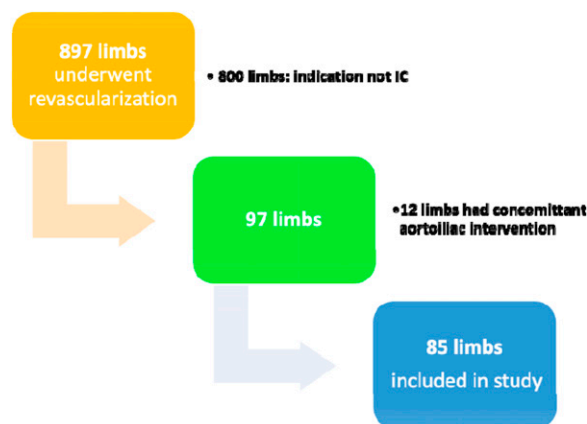 897 limbs
underwent
revascularization
• 800 limbs: indication not IC
97 limbs
•12 limbs had concomittant
aortoiliac intervention
85 limbs
included in study